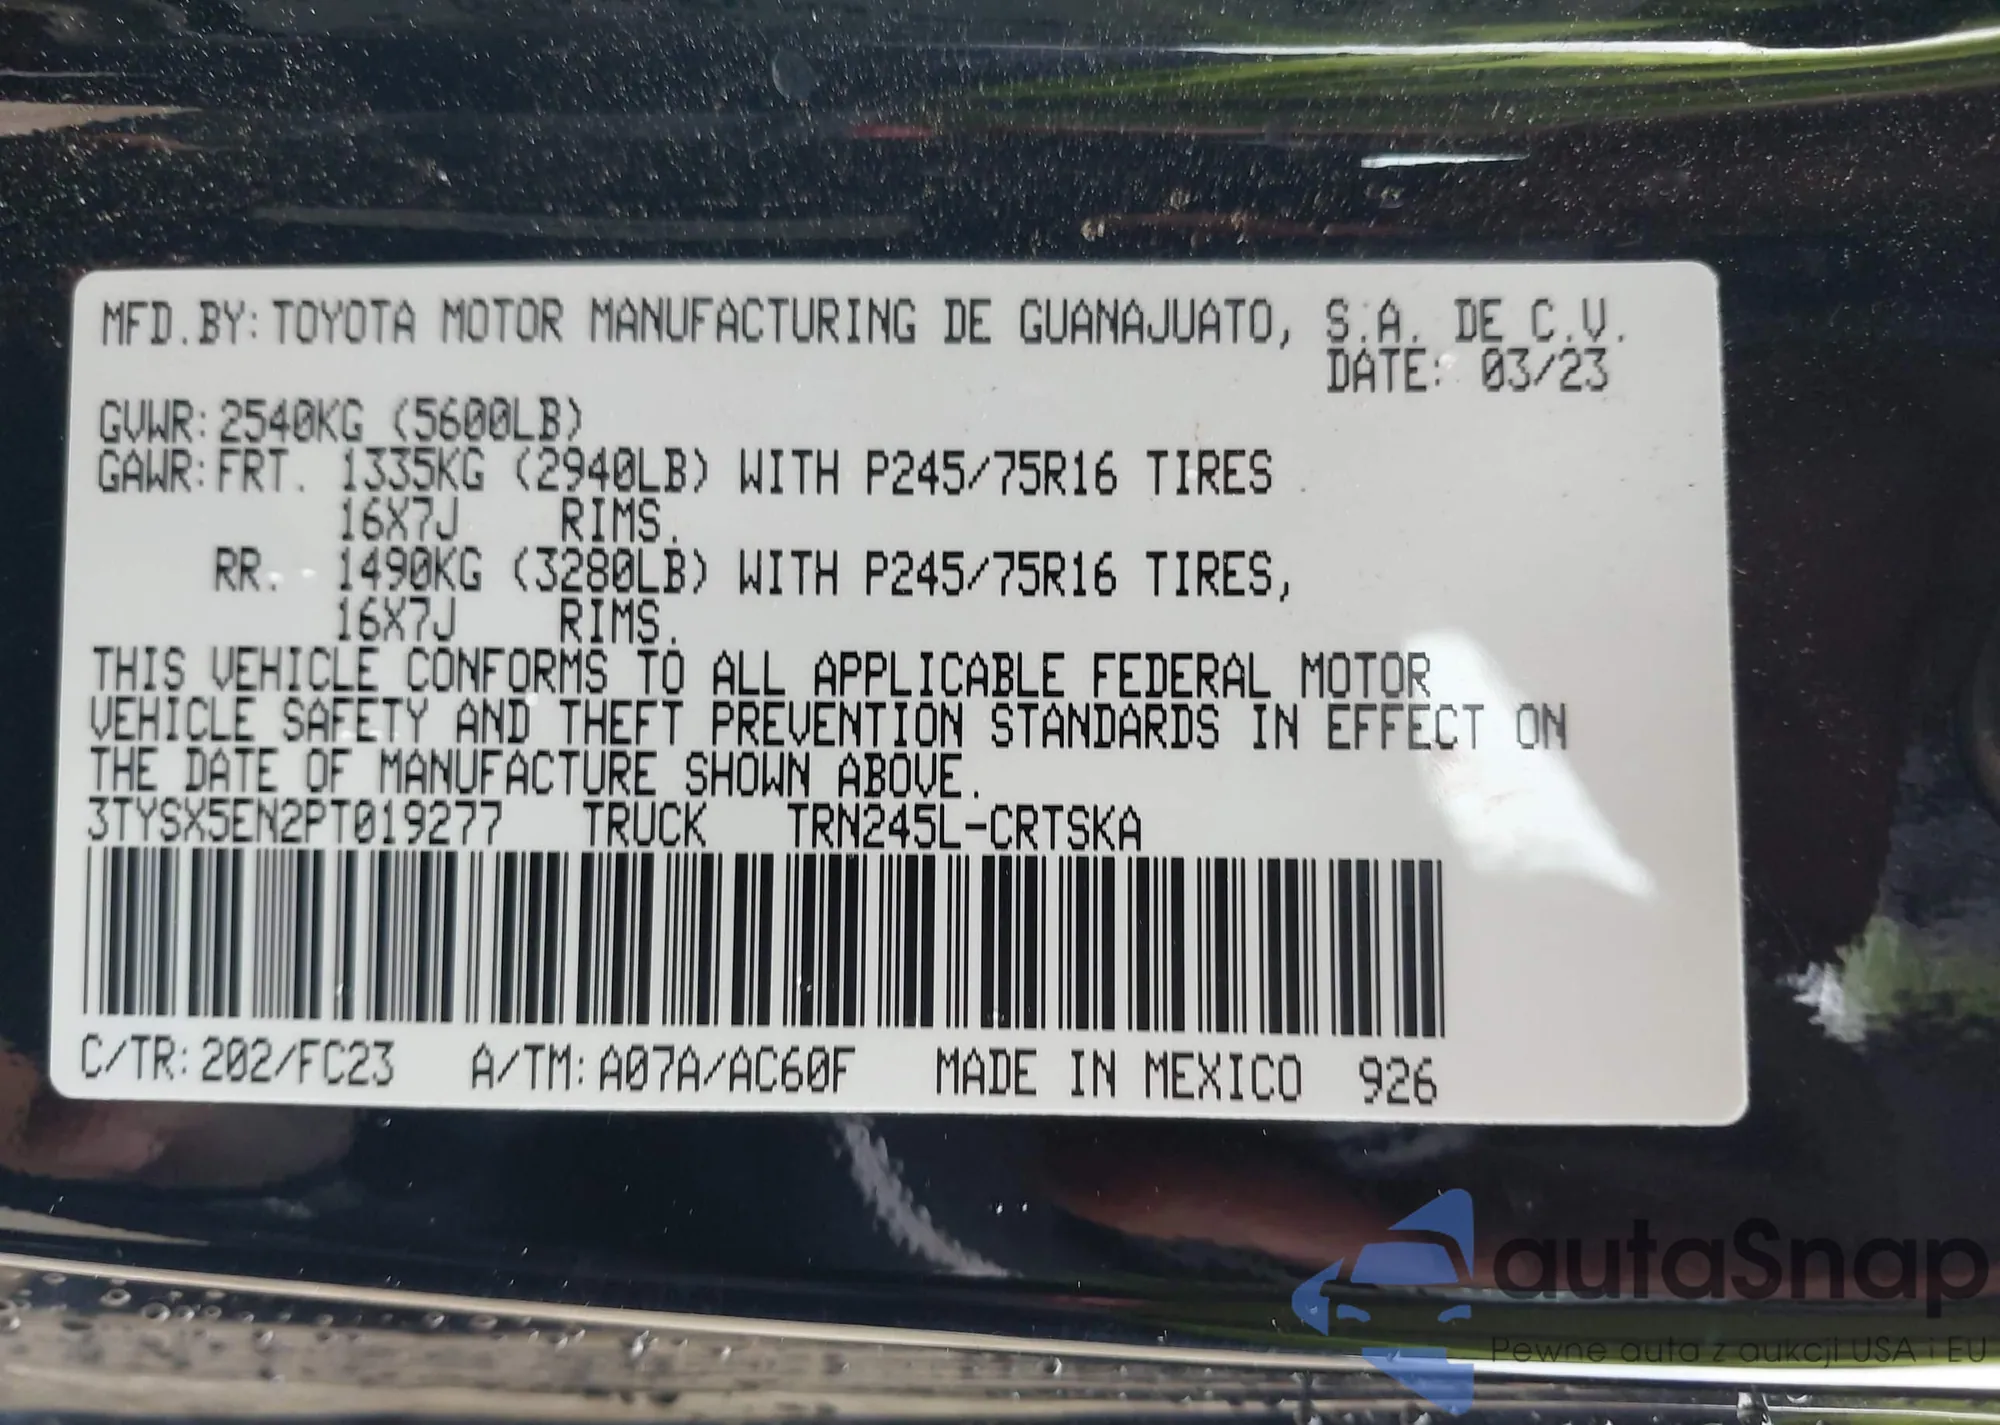 MFD.BY: TOYOTA MOTOR MANUFACTURING DE GUANAJUATO, S.A. DE C.V.
DATE: 03/23
GVWR: 2540KG (5600LB)
GAWR: FRT. 1335KG (2940LB) WITH P245/75R16 TIRES
16X7J RIMS.
RR. 1490KG (3280LB) WITH P245/75R16 TIRES,
16X7J RIMS.
THIS VEHICLE CONFORMS TO ALL APPLICABLE FEDERAL MOTOR
VEHICLE SAFETY AND THEFT PREVENTION STANDARDS IN EFFECT ON
THE DATE OF MANUFACTURE SHOWN ABOVE.
3TYSX5EN2PT019277 TRUCK TRN245L-CRTSKA
C/TR: 202/FC23 A/TM: A07A/AC60F MADE IN MEXICO 926
autaSnap
Pewne auta z aukcji USA i EU